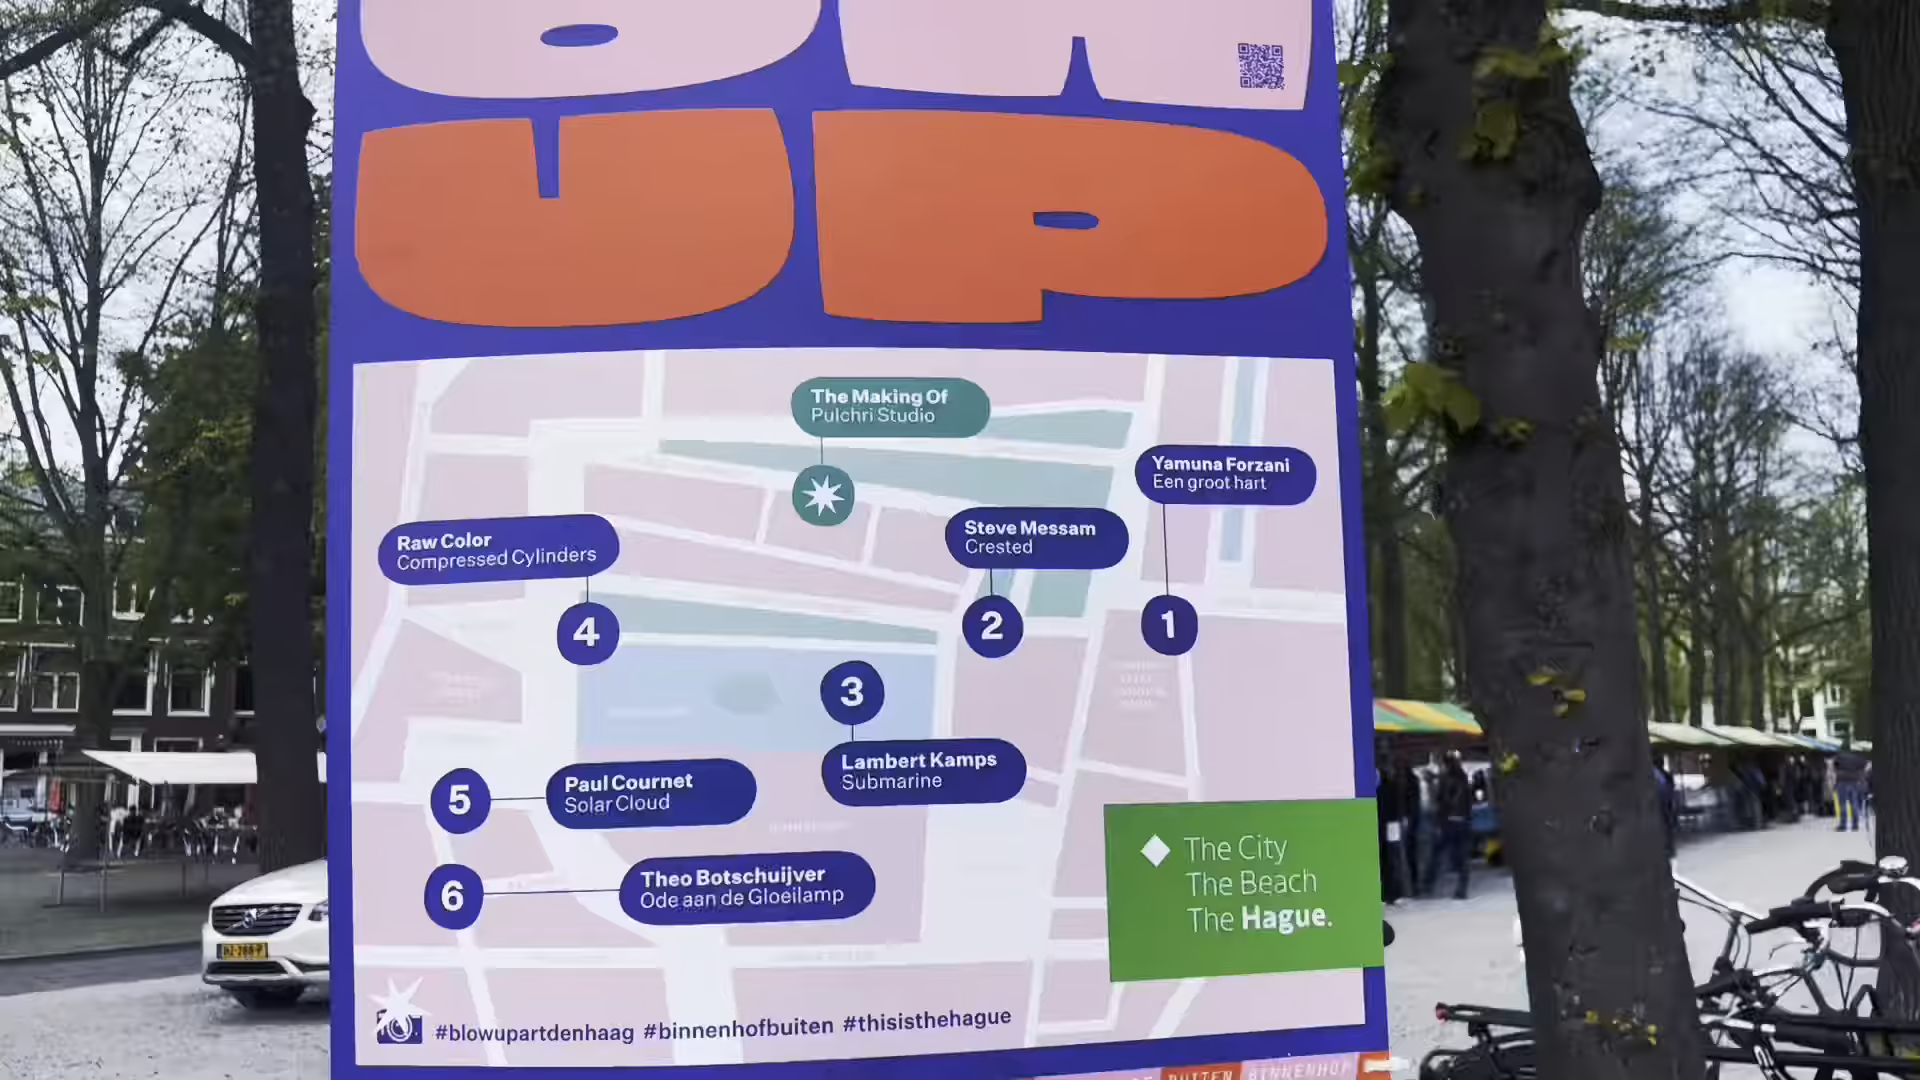 UP
The Making Of
Pulchri Studio
Yamuna Forzani
Een groot hart
Steve Messam
Crested
Raw Color
Compressed Cylinders
4
2
1
3
Lambert Kamps
Submarine
5
Paul Cournet
Solar Cloud
6
Theo Botschuijver
Ode aan de Gloeilamp
The City
The Beach
The Hague.
#blowupartdenhaag #binnenhofbuiten #thisisthehague
BUITEN BINNENHOF